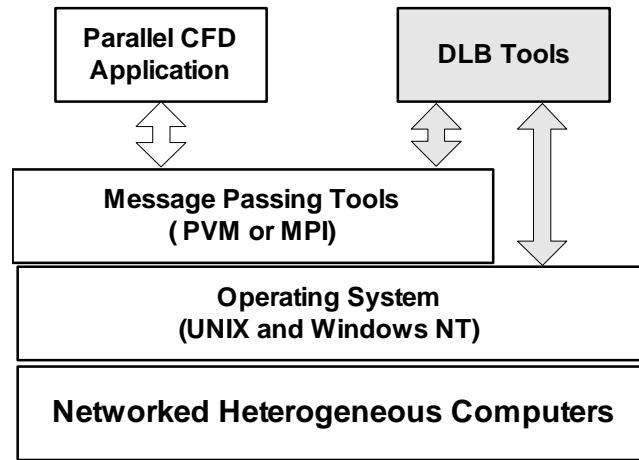 Parallel CFD
Application
DLB Tools
Message Passing Tools
( PVM or MPI)
Operating System
(UNIX and Windows NT)
Networked Heterogeneous Computers